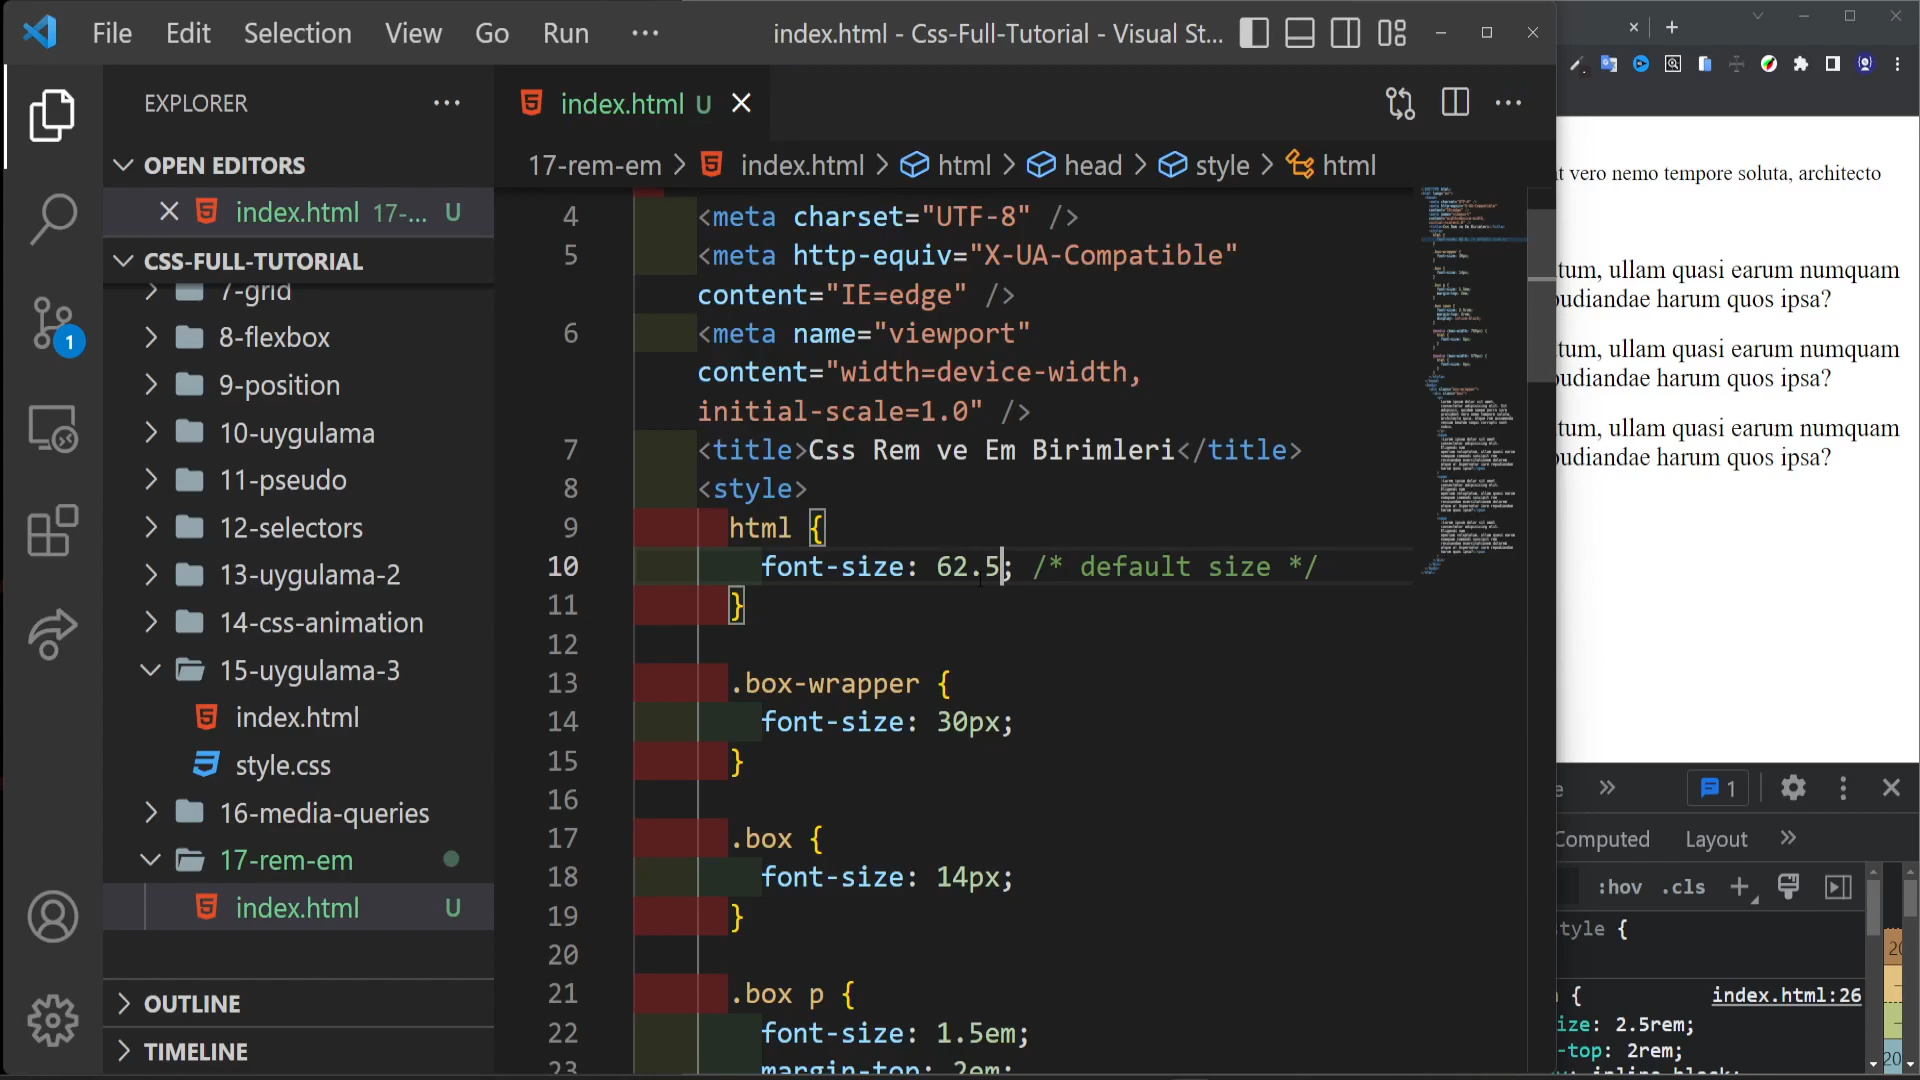 File Edit Selection View Go Run ··· index.html - Css-Full-Tutorial - Visual St...
EXPLORER ···
OPEN EDITORS
index.html 17-... U
CSS-FULL-TUTORIAL
7-grid
8-flexbox
9-position
10-uygulama
11-pseudo
12-selectors
13-uygulama-2
14-css-animation
15-uygulama-3
index.html
style.css
16-media-queries
17-rem-em
index.html U
OUTLINE
TIMELINE
1
index.html U
17-rem-em > index.html > html > head > style > html
4 <meta charset="UTF-8" />
5 <meta http-equiv="X-UA-Compatible"
content="IE=edge" />
6 <meta name="viewport"
content="width=device-width,
initial-scale=1.0" />
7 <title>Css Rem ve Em Birimleri</title>
8 <style>
9 html {
10 font-size: 62.5; /* default size */
11 }
12
13 .box-wrapper {
14 font-size: 30px;
15 }
16
17 .box {
18 font-size: 14px;
19 }
20
21 .box p {
22 font-size: 1.5em;
23 margin-top: 2em;
vero nemo tempore soluta, architecto
ullam quasi earum numquam
harum quos ipsa?
ullam quasi earum numquam
harum quos ipsa?
ullam quasi earum numquam
harum quos ipsa?
1
Computed Layout
:hov .cls +
{
{ index.html:26
2.5rem;
-top: 2rem;
inline-block;